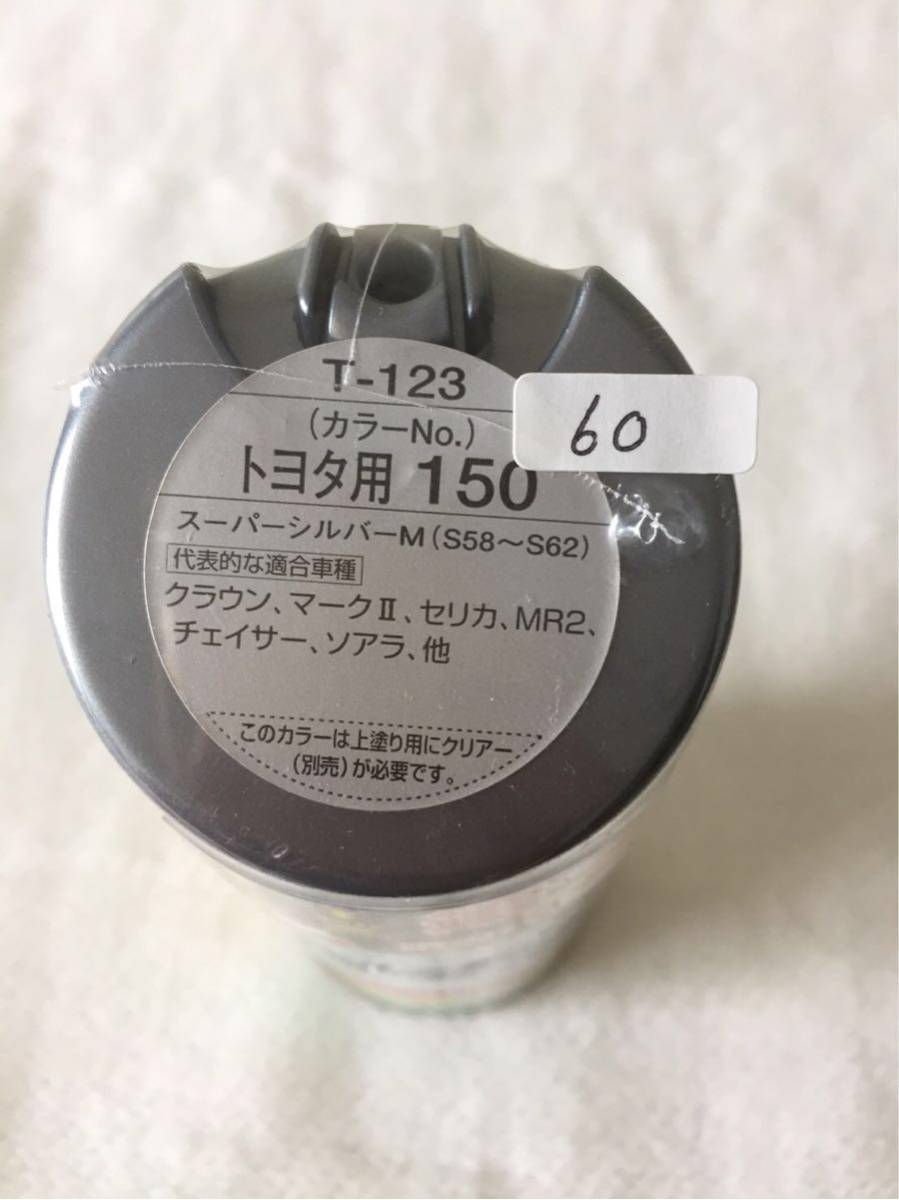 T-123
60
(カラーNo.)
トヨタ用 150
スーパーシルバーM(S58～S62)
代表的な適合車種
クラウン、マークⅡ、セリカ、MR2、
チェイサー、ソアラ、他
このカラーは上塗り用にクリアー
(別売)が必要です。